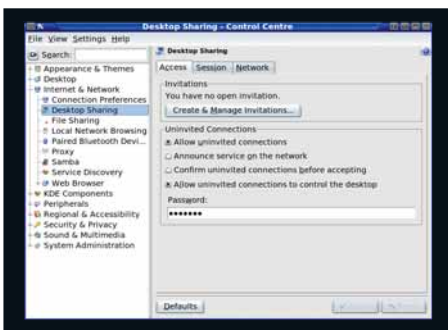 Desktop Sharing - Control Centre
File View Settings Help
Search:
Appearance & Themes
Desktop
Internet & Network
Connection Preferences
Desktop Sharing
File Sharing
Local Network Browsing
Paired Bluetooth Devi...
Proxy
Samba
Service Discovery
Web Browser
KDE Components
Peripherals
Regional & Accessibility
Security & Privacy
Sound & Multimedia
System Administration
Desktop Sharing
Access Session Network
Invitations
You have no open invitation.
Create & Manage Invitations...
Uninvited Connections
Allow uninvited connections
Announce service on the network
Confirm uninvited connections before accepting
Allow uninvited connections to control the desktop
Password:
Defaults